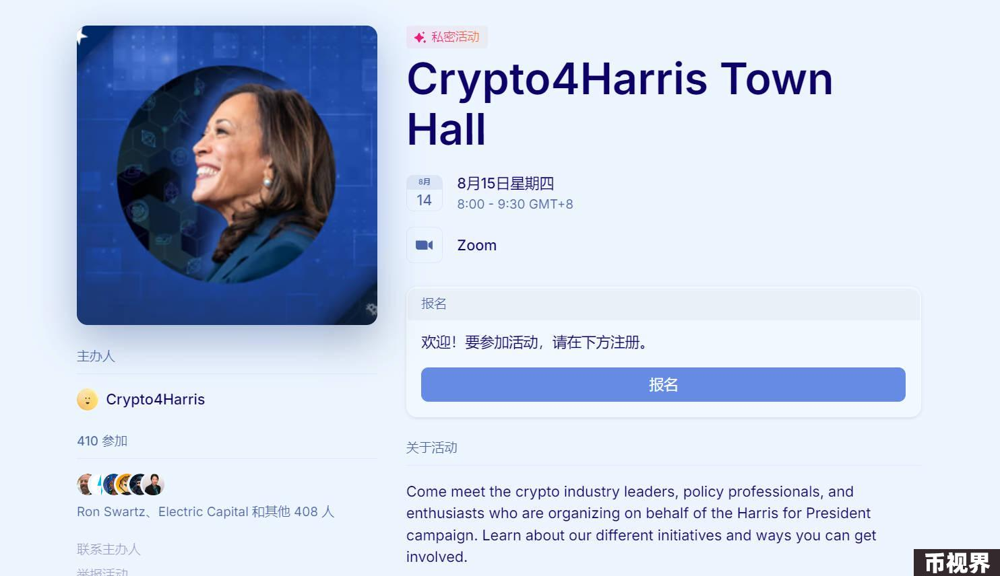 私密活动
Crypto4Harris Town
Hall
8月
14
8月15日星期四
8:00 - 9:30 GMT+8
Zoom
报名
欢迎！要参加活动，请在下方注册。
报名
主办人
Crypto4Harris
410 参加
Ron Swartz、Electric Capital 和其他 408 人
联系主办人
举报活动
关于活动
Come meet the crypto industry leaders, policy professionals, and
enthusiasts who are organizing on behalf of the Harris for President
campaign. Learn about our different initiatives and ways you can get
involved.
币视界